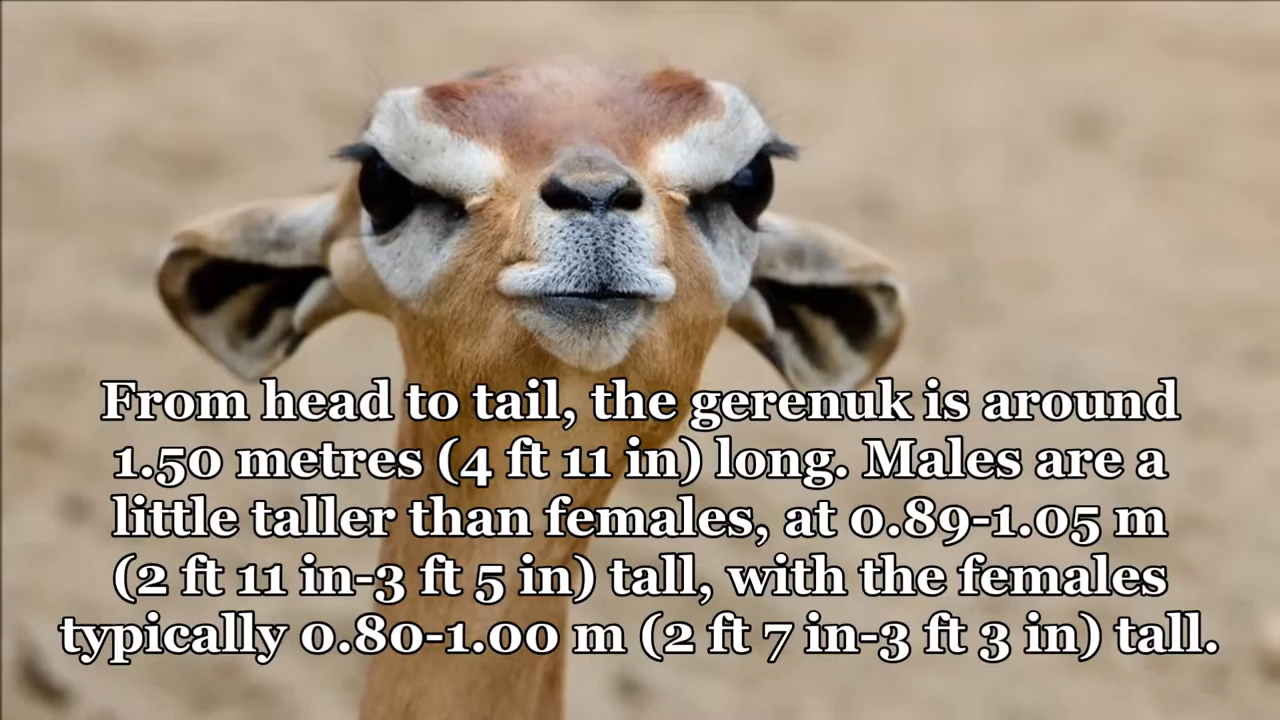 From head to tail, the gerenuk is around
1.50 metres (4 ft 11 in) long. Males are a
little taller than females, at 0.89-1.05 m
(2 ft 11 in-3 ft 5 in) tall, with the females
typically 0.80-1.00 m (2 ft 7 in-3 ft 3 in) tall.